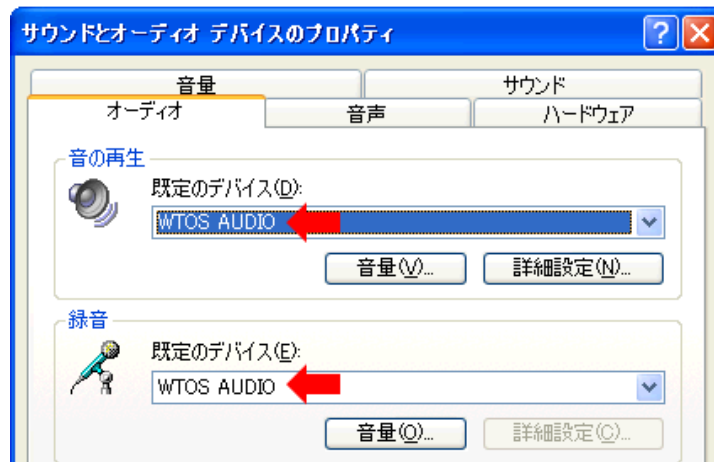 サウンドとオーディオ デバイスのプロパティ
音量 サウンド
オーディオ 音声 ハードウェア
音の再生
既定のデバイス(D):
WTOS AUDIO
音量(V)... 詳細設定(N)...
録音
既定のデバイス(E):
WTOS AUDIO
音量(O)... 詳細設定(C)...